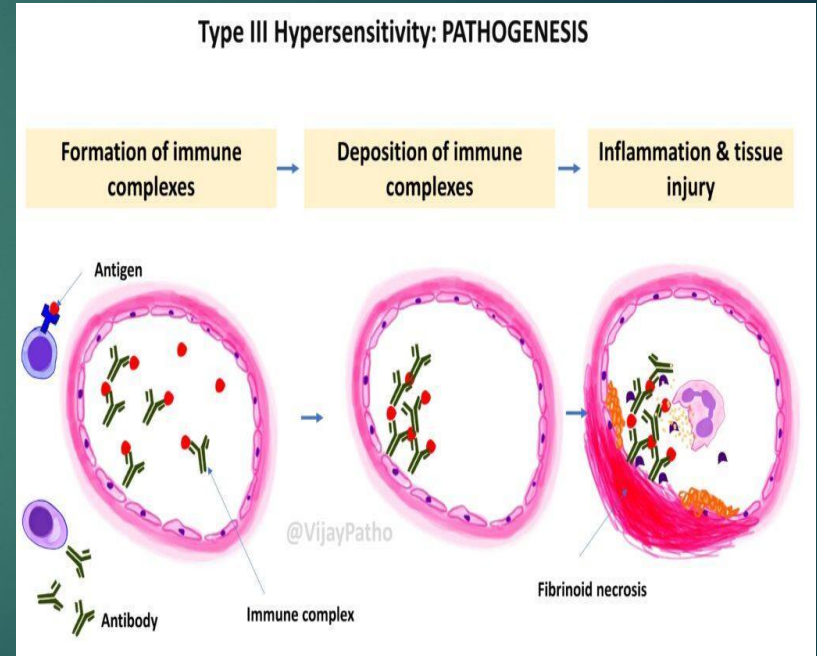 Type III Hypersensitivity: PATHOGENESIS
Formation of immune
complexes
Deposition of immune
complexes
Inflammation & tissue
injury
Antigen
@VijayPatho
Fibrinoid necrosis
Immune complex
Antibody